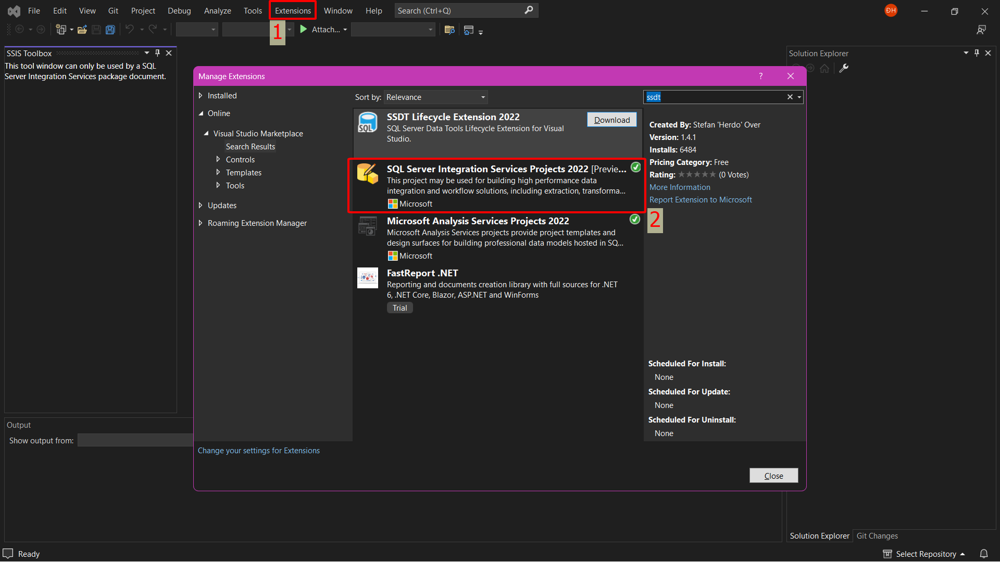 File Edit View Git Project Debug Analyze Tools Extensions Window Help Search (Ctrl+Q) ĐH
1 Attach...
SSIS Toolbox
This tool window can only be used by a SQL
Server Integration Services package document.
Solution Explorer
Manage Extensions ?
Installed
Online
Visual Studio Marketplace
Search Results
Controls
Templates
Tools
Updates
Roaming Extension Manager
Sort by: Relevance
ssdt
SSDT Lifecycle Extension 2022
Download
SQL Server Data Tools Lifecycle Extension for Visual
Studio.
SQL Server Integration Services Projects 2022 [Previe...
This project may be used for building high performance data
integration and workflow solutions, including extraction, transforma...
Microsoft
2
Microsoft Analysis Services Projects 2022
Microsoft Analysis Services projects provide project templates and
design surfaces for building professional data models hosted in SQ...
Microsoft
FastReport .NET
Reporting and documents creation library with full sources for .NET
6, .NET Core, Blazor, ASP.NET and WinForms
Trial
Created By: Stefan 'Herdo' Over
Version: 1.4.1
Installs: 6484
Pricing Category: Free
Rating: (0 Votes)
More Information
Report Extension to Microsoft
Scheduled For Install:
None
Scheduled For Update:
None
Scheduled For Uninstall:
None
Change your settings for Extensions
Close
Output
Show output from:
Solution Explorer Git Changes
Ready
Select Repository